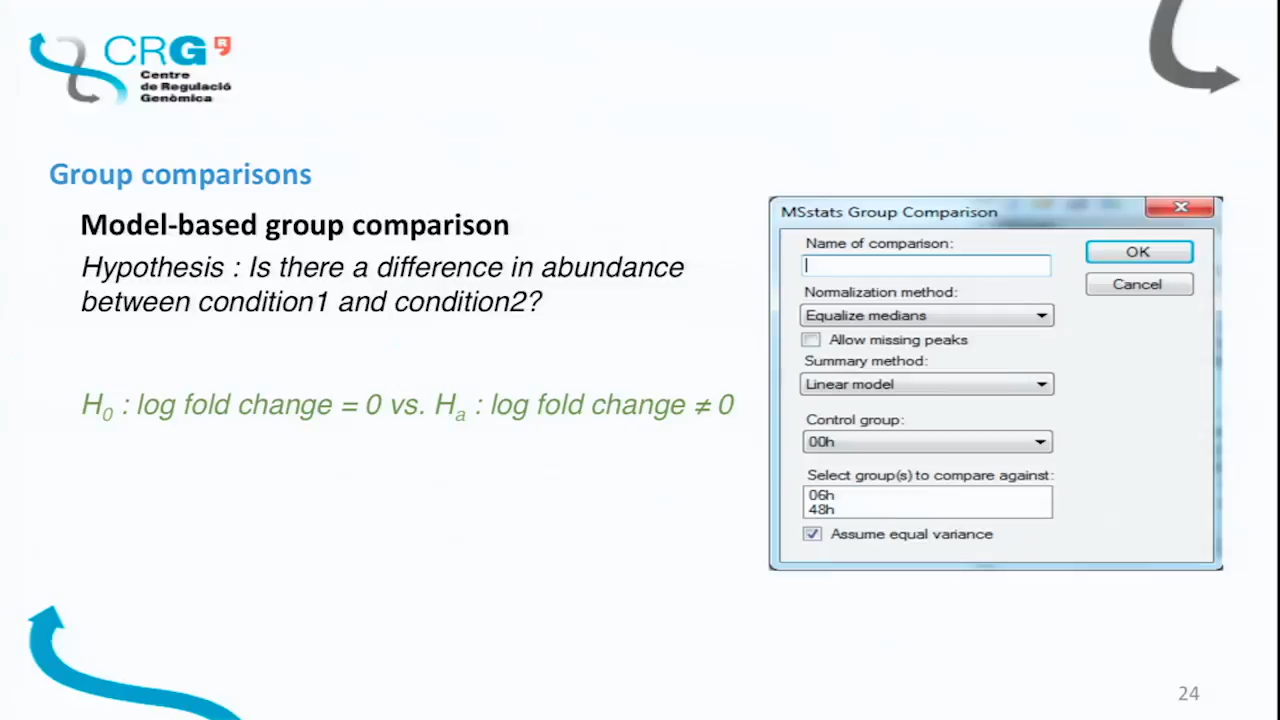 CRG
Centre
de Regulació
Genòmica
Group comparisons
Model-based group comparison
Hypothesis : Is there a difference in abundance
between condition1 and condition2?
H0 : log fold change = 0 vs. Ha : log fold change ≠ 0
MSstats Group Comparison
Name of comparison:
OK
Cancel
Normalization method:
Equalize medians
Allow missing peaks
Summary method:
Linear model
Control group:
00h
Select group(s) to compare against:
06h
48h
Assume equal variance
24